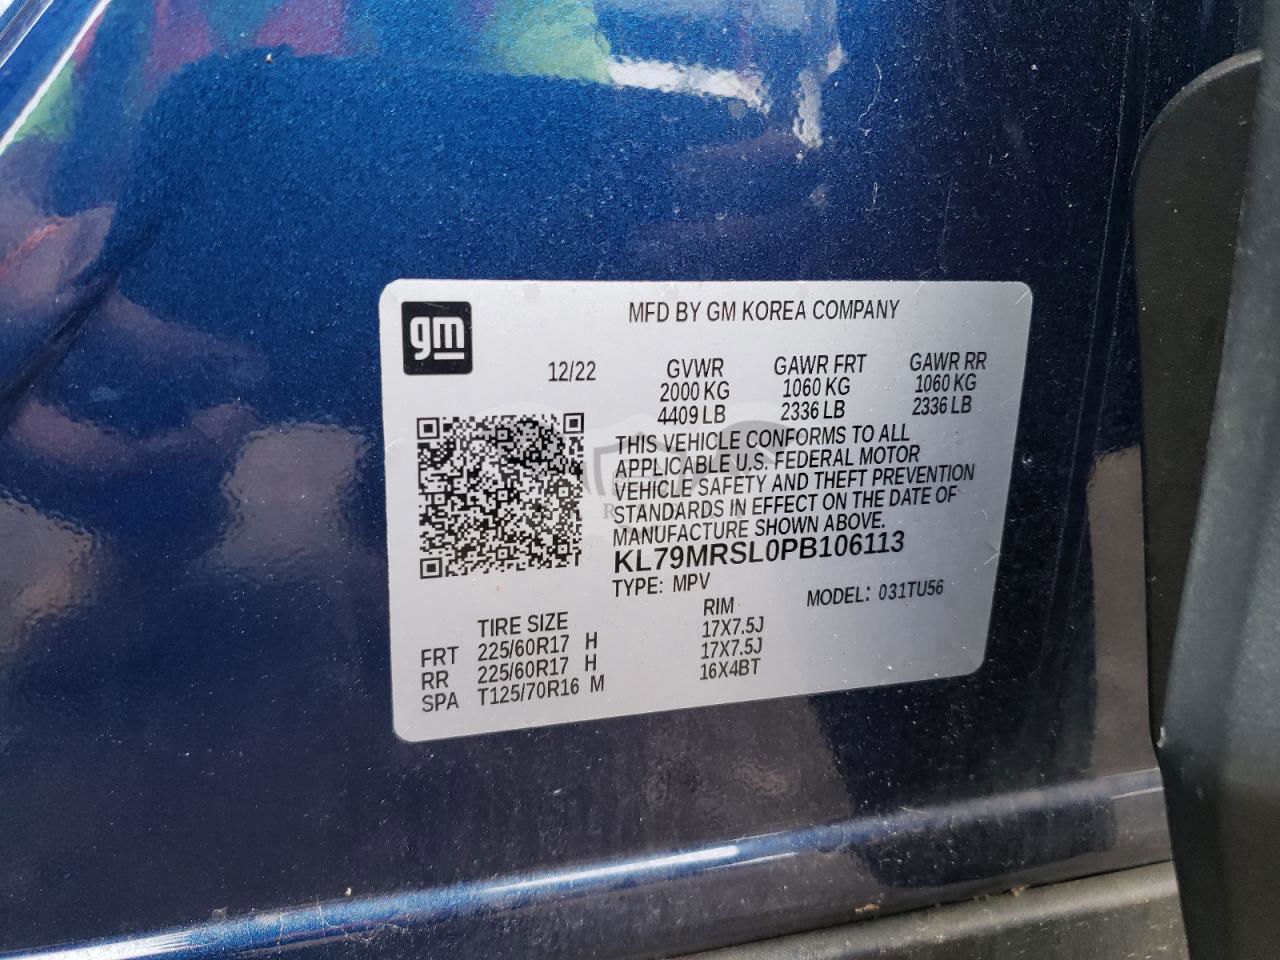 gm
MFD BY GM KOREA COMPANY
12/22 GVWR GAWR FRT GAWR RR
2000 KG 1060 KG 1060 KG
4409 LB 2336 LB 2336 LB
THIS VEHICLE CONFORMS TO ALL
APPLICABLE U.S. FEDERAL MOTOR
VEHICLE SAFETY AND THEFT PREVENTION
STANDARDS IN EFFECT ON THE DATE OF
MANUFACTURE SHOWN ABOVE.
KL79MRSL0PB106113
TYPE: MPV MODEL: 031TU56
TIRE SIZE RIM
FRT 225/60R17 H 17X7.5J
RR 225/60R17 H 17X7.5J
SPA T125/70R16 M 16X4BT